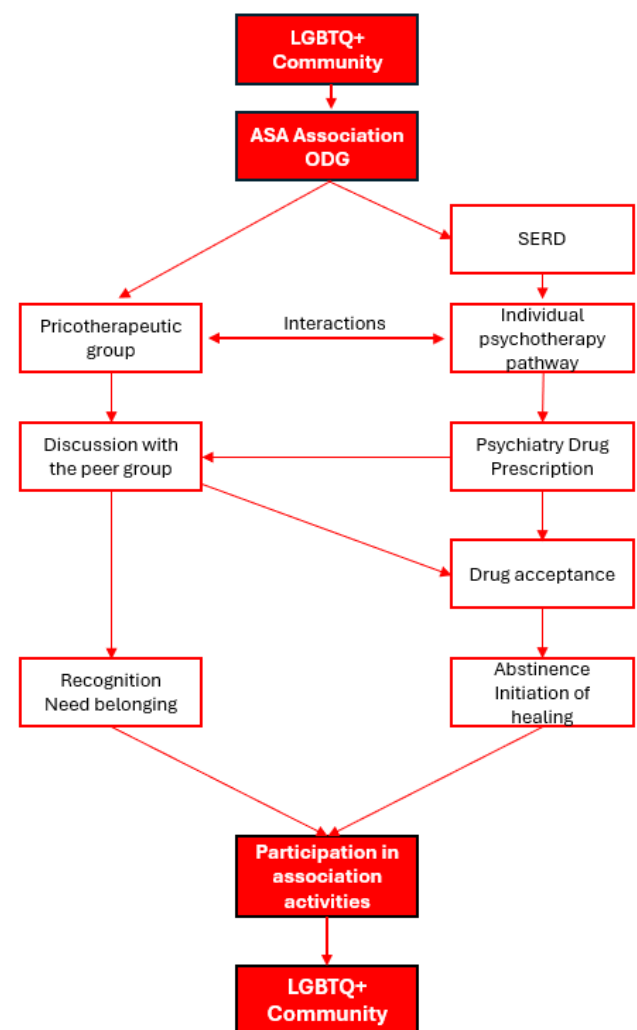 LGBTQ+
Community
ASA Association
ODG
SERD
Pricotherapeutic
group
Interactions
Individual
psychotherapy
pathway
Discussion with
the peer group
Psychiatry Drug
Prescription
Drug acceptance
Recognition
Need belonging
Abstinence
Initiation of
healing
Participation in
association
activities
LGBTQ+
Community